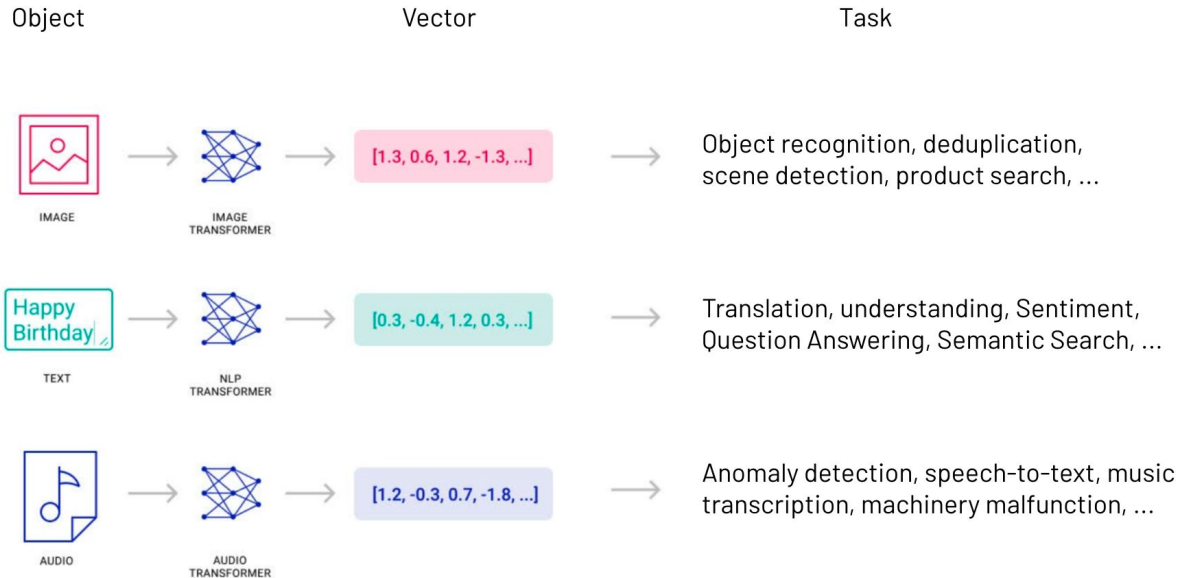 Object
Vector
Task
IMAGE
IMAGE
TRANSFORMER
[1.3, 0.6, 1.2, -1.3, ...]
Object recognition, deduplication,
scene detection, product search, ...
Happy
Birthday
TEXT
NLP
TRANSFORMER
[0.3, -0.4, 1.2, 0.3, ...]
Translation, understanding, Sentiment,
Question Answering, Semantic Search, ...
AUDIO
AUDIO
TRANSFORMER
[1.2, -0.3, 0.7, -1.8, ...]
Anomaly detection, speech-to-text, music
transcription, machinery malfunction, ...